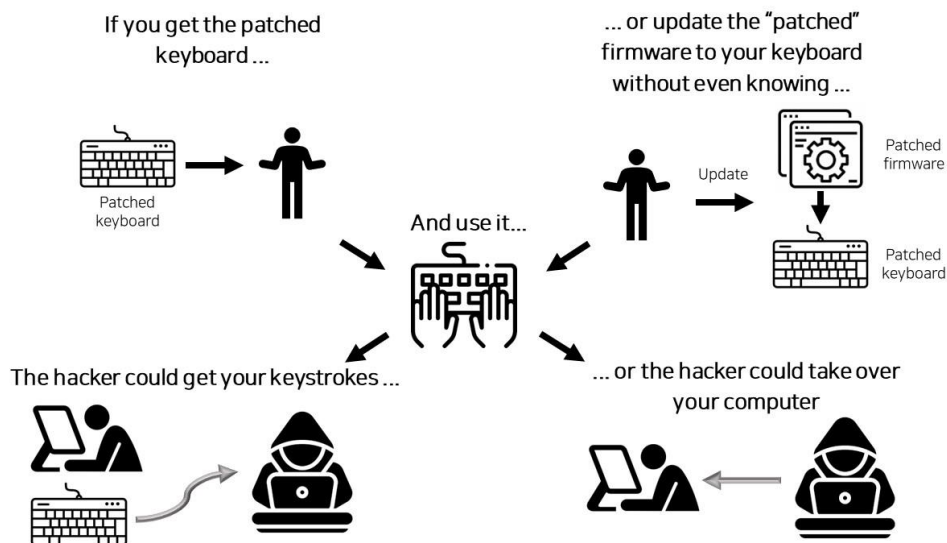 If you get the patched
keyboard ...
... or update the “patched”
firmware to your keyboard
without even knowing ...
Patched
keyboard
Update
Patched
firmware
Patched
keyboard
And use it...
The hacker could get your keystrokes ...
... or the hacker could take over
your computer